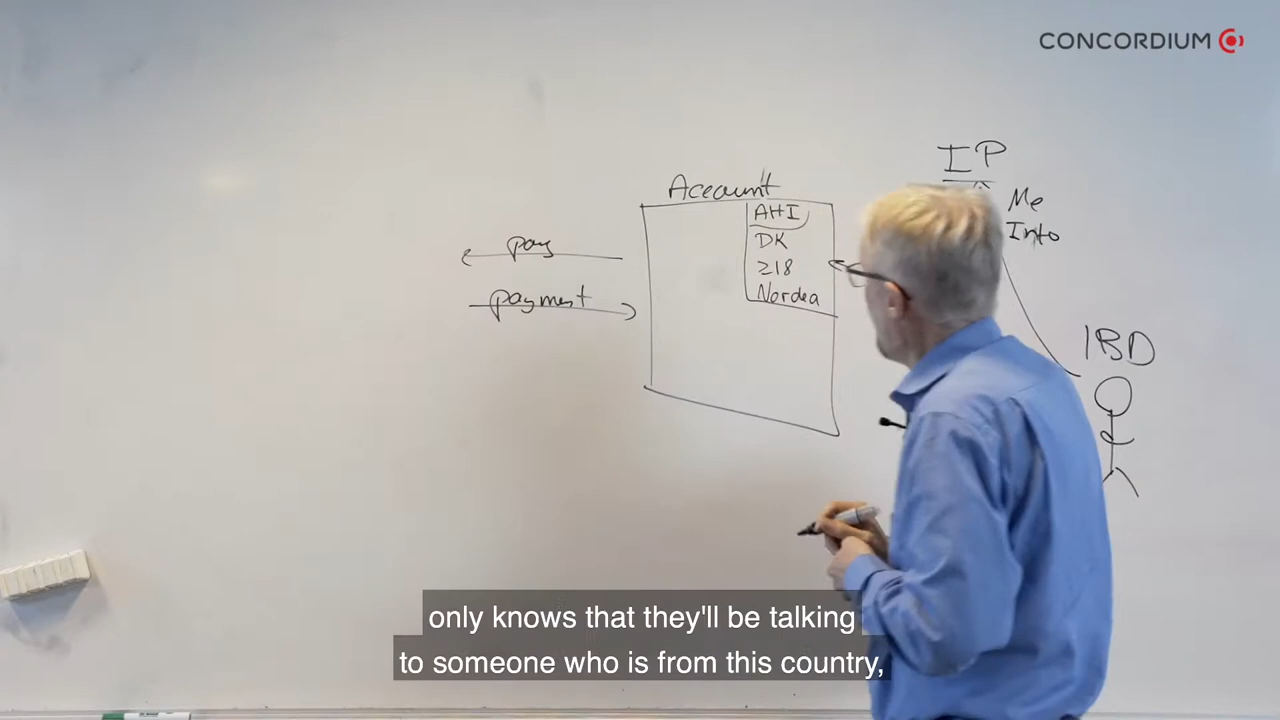 CONCORDIUM
IP
Me
Info
Account
AHI
DK
≥18
Nordea
pay
payment
IBD
only knows that they'll be talking
to someone who is from this country,